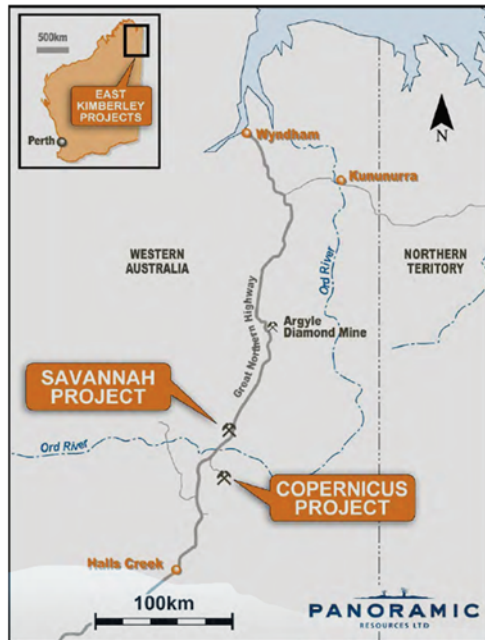 500km
EAST
KIMBERLEY
PROJECTS
Perth
N
Wyndham
Kununurra
WESTERN
AUSTRALIA
NORTHERN
TERITORY
Ord River
Great Northern Highway
Argyle
Diamond Mine
SAVANNAH
PROJECT
Ord River
COPERNICUS
PROJECT
Halls Creek
100km
PANORAMIC
RESOURCES LTD